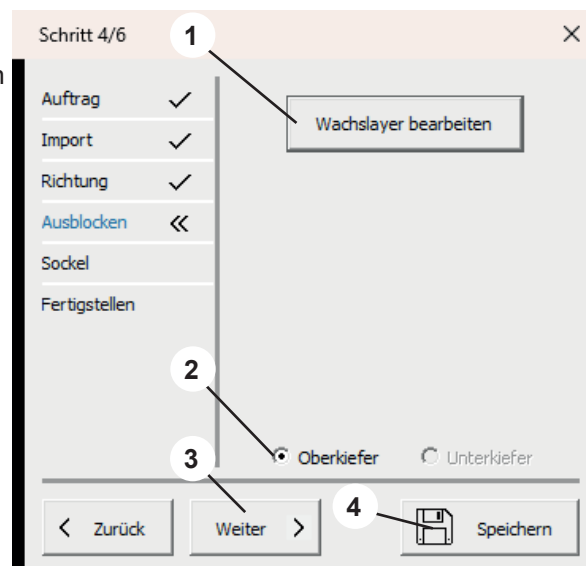 Schritt 4/6
1
n
Auftrag
Wachslayer bearbeiten
Import
Richtung
Ausblocken
Sockel
Fertigstellen
2
3
Oberkiefer
Unterkiefer
4
Zurück
Weiter
Speichern